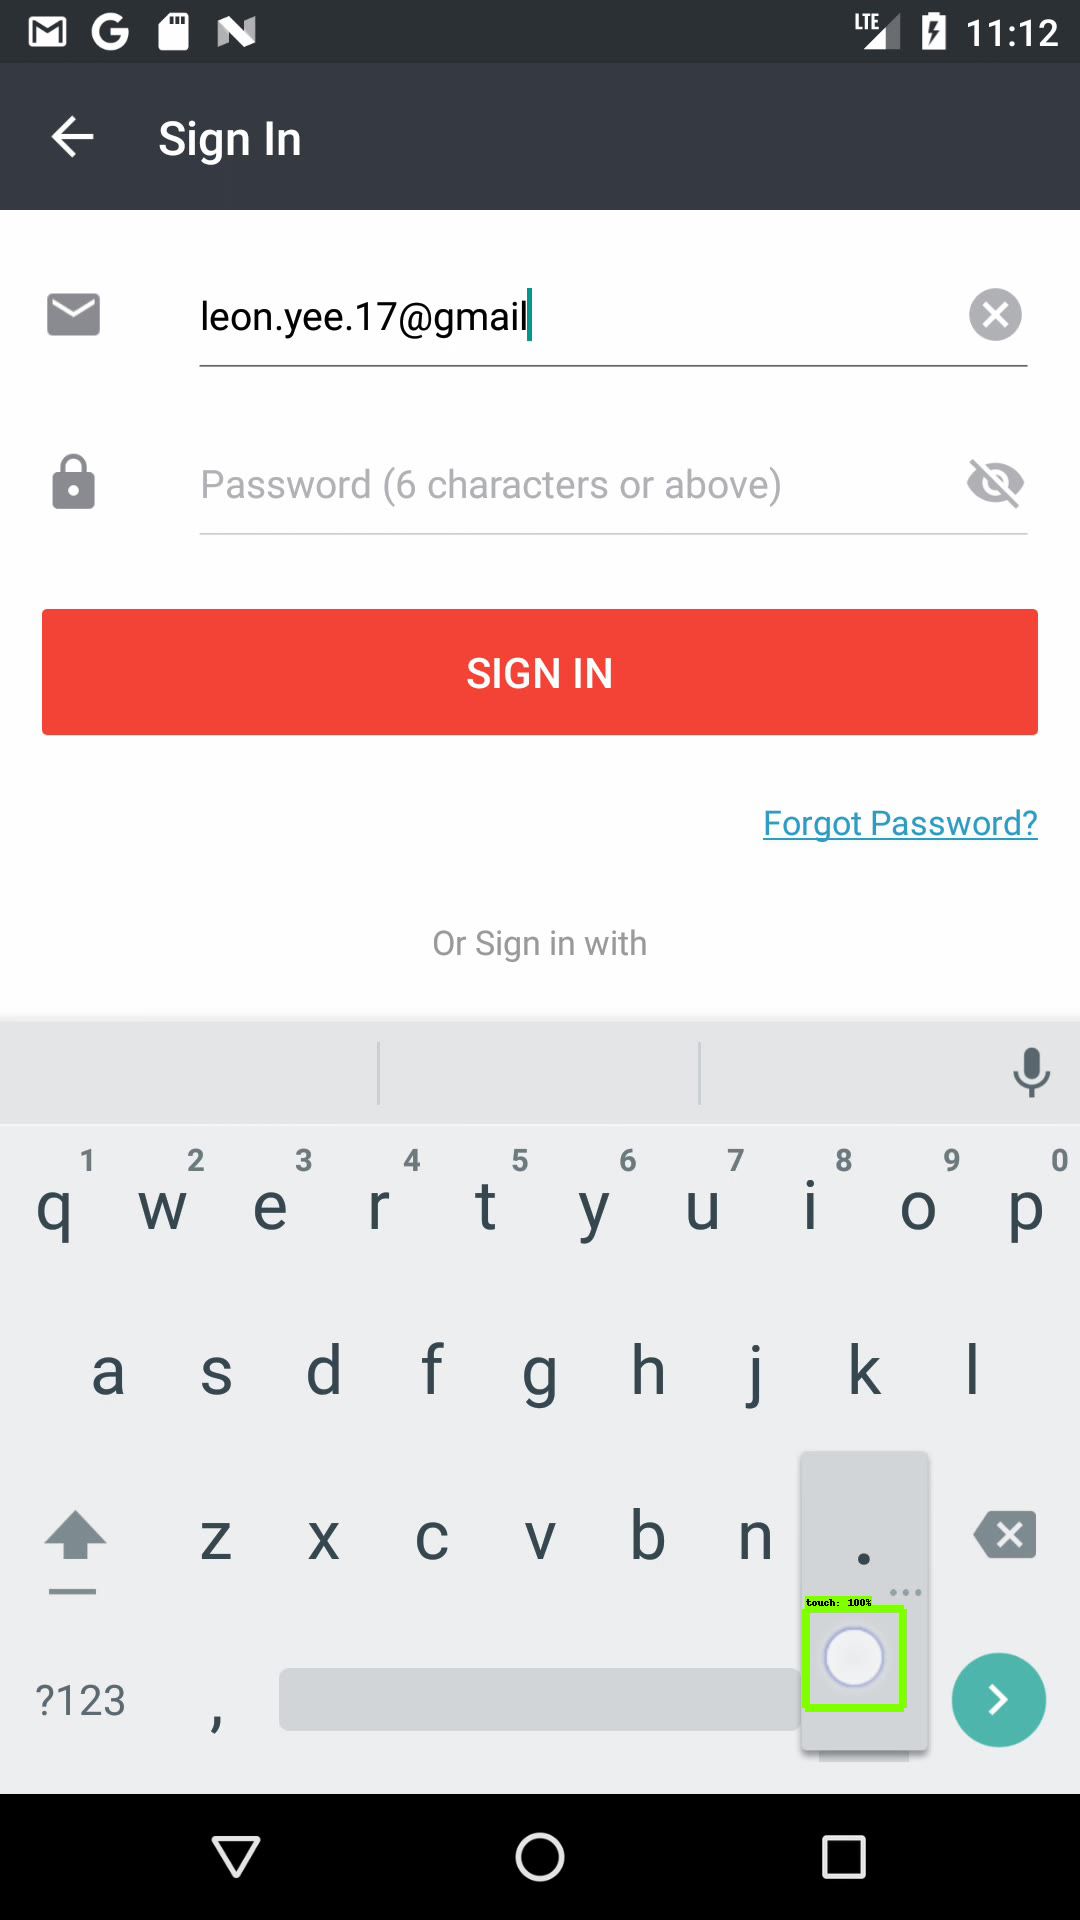 LTE 11:12
Sign In
leon.yee.17@gmail
Password (6 characters or above)
SIGN IN
Forgot Password?
Or Sign in with
1 2 3 4 5 6 7 8 9 0
q w e r t y u i o p
a s d f g h j k l
z x c v b n .
touch: 100%
?123 ,